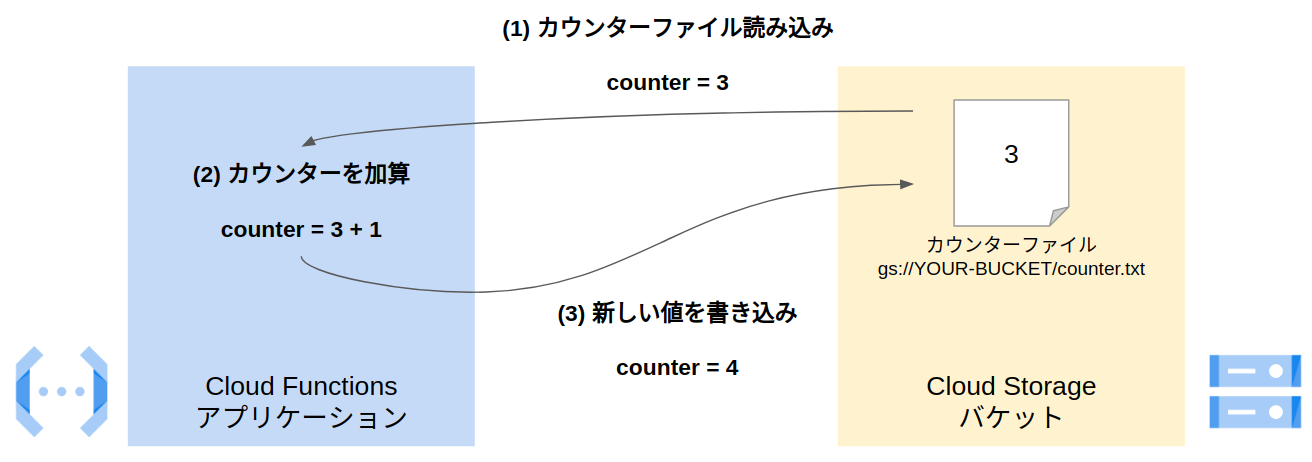 (1) カウンターファイル読み込み
counter = 3
(2) カウンターを加算
counter = 3 + 1
3
カウンターファイル
gs://YOUR-BUCKET/counter.txt
(3) 新しい値を書き込み
counter = 4
Cloud Functions
アプリケーション
Cloud Storage
バケット